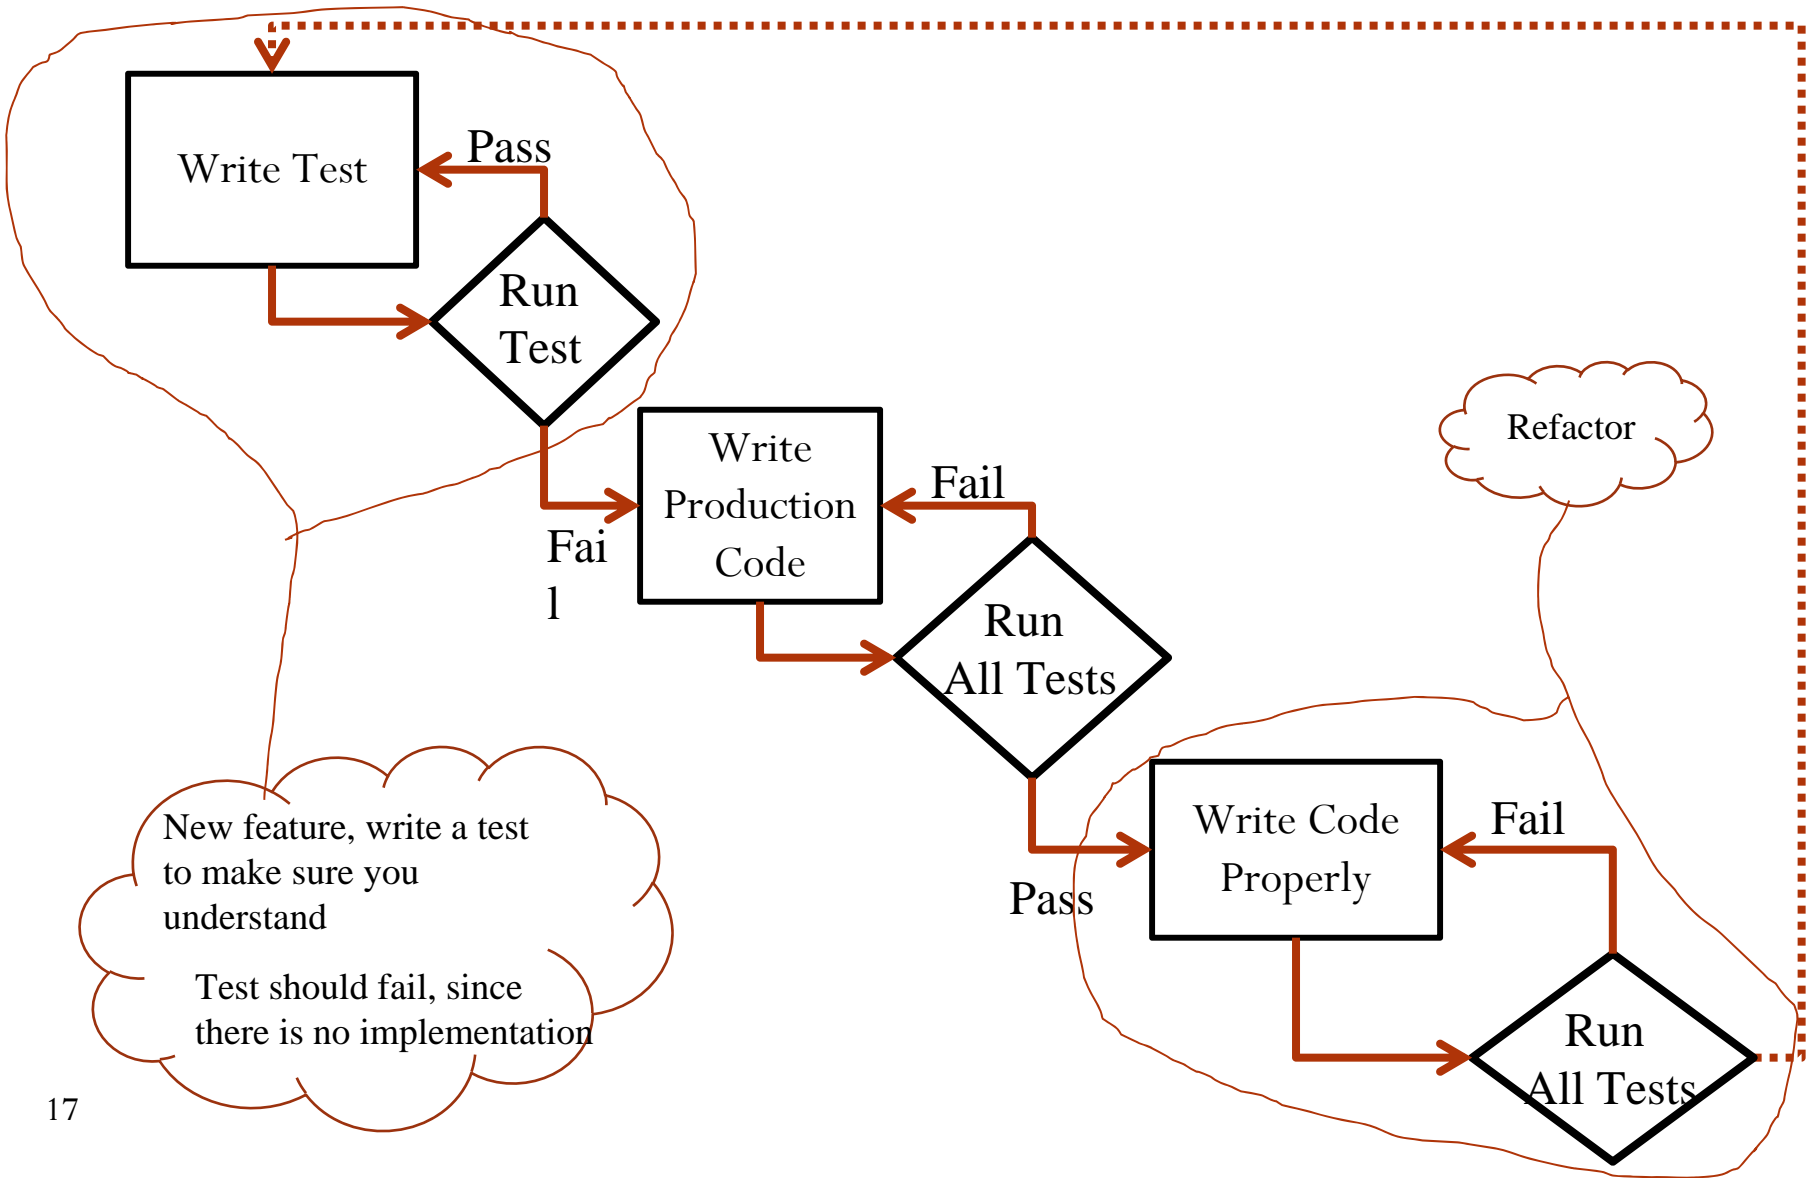 Write Test
Pass
Run
Test
Fai
l
Write
Production
Code
Fail
Run
All Tests
Pass
Refactor
Write Code
Properly
Fail
Run
All Tests
New feature, write a test
to make sure you
understand
Test should fail, since
there is no implementation
17